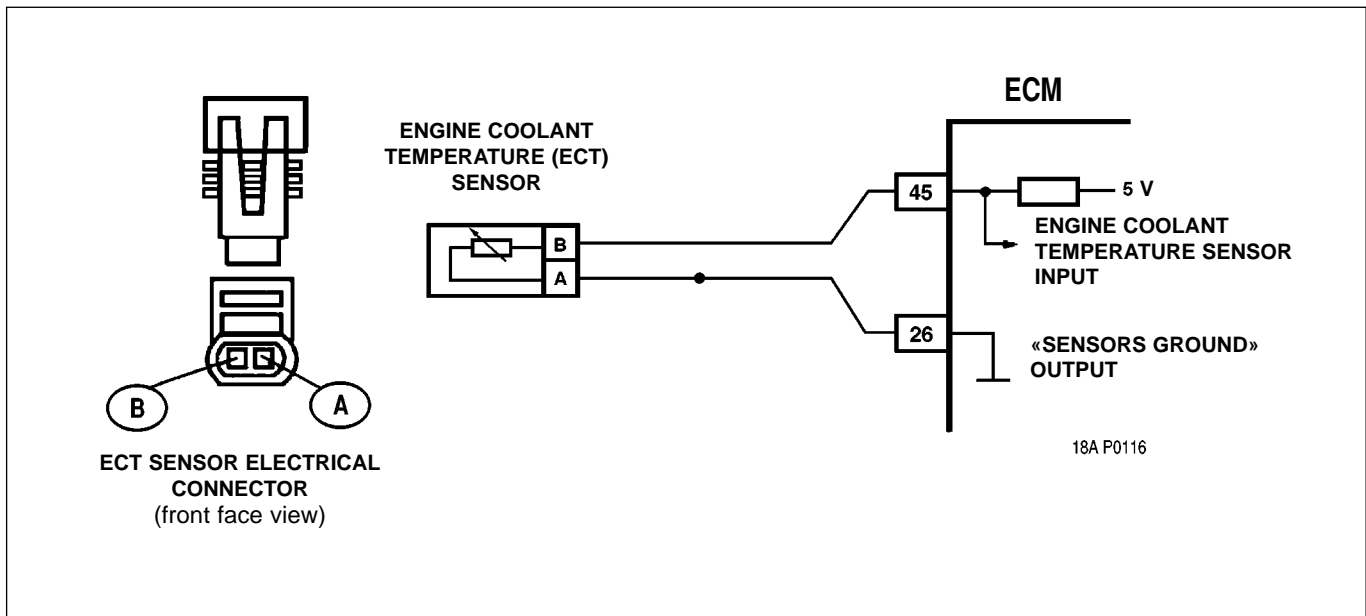 ECM
ENGINE COOLANT
TEMPERATURE (ECT)
SENSOR
45
5 V
B
A
ENGINE COOLANT
TEMPERATURE SENSOR
INPUT
26
«SENSORS GROUND»
OUTPUT
B
A
ECT SENSOR ELECTRICAL
CONNECTOR
(front face view)
18A P0116